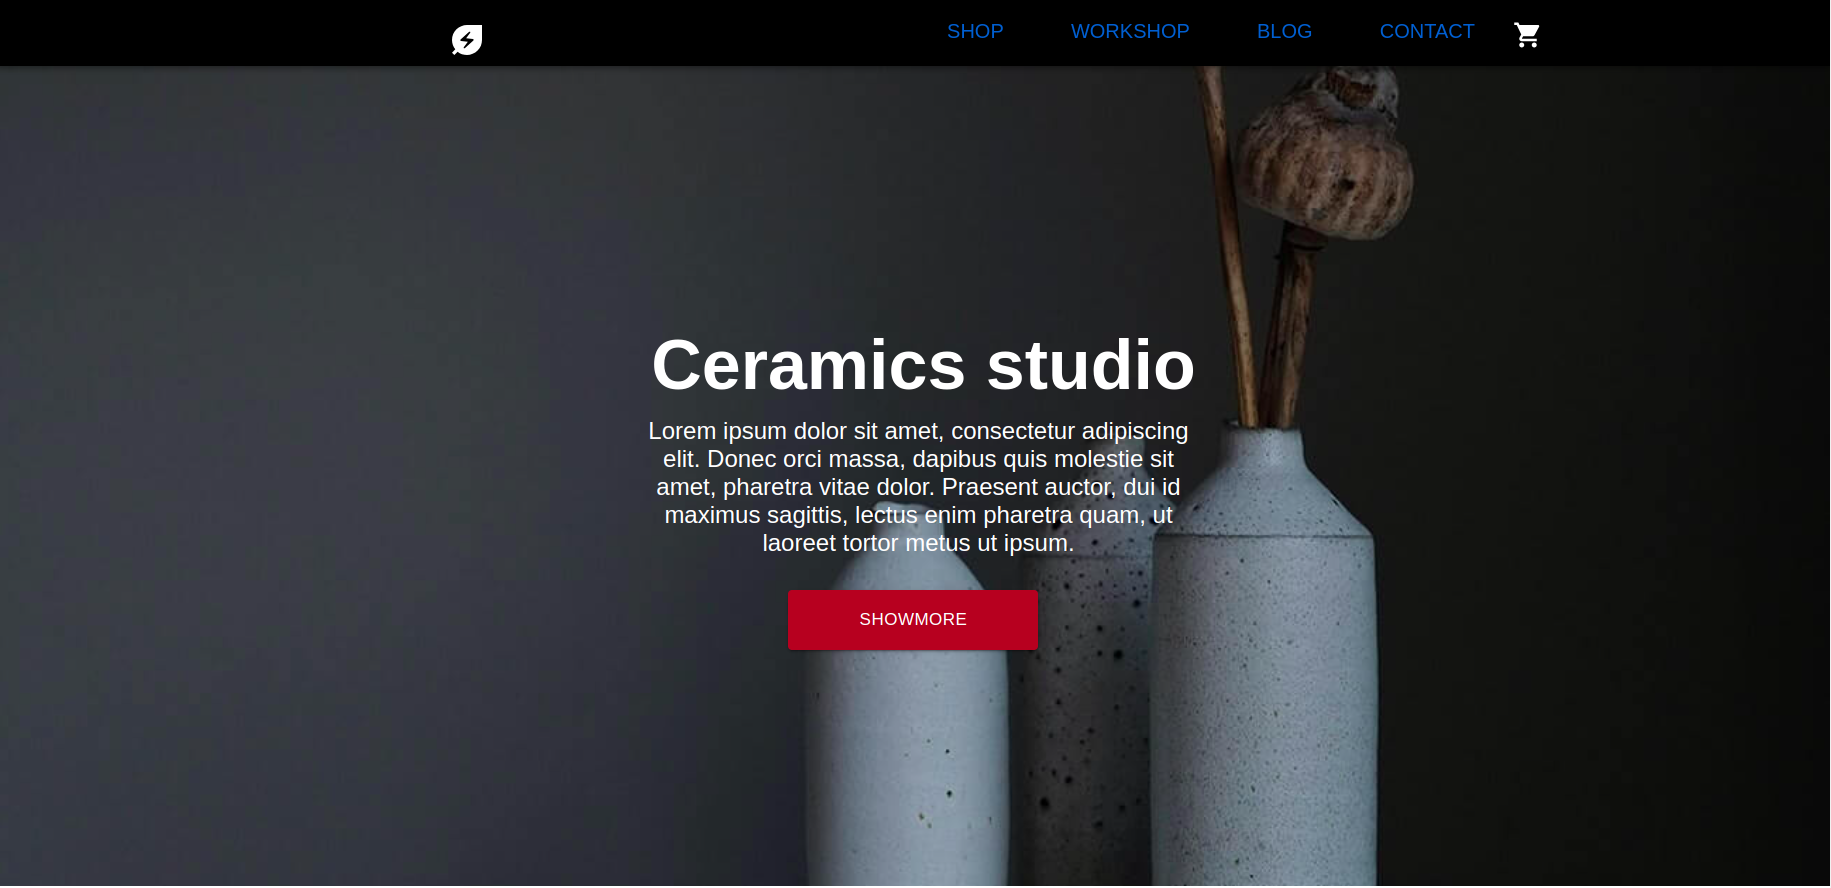 SHOP WORKSHOP BLOG CONTACT
Ceramics studio
Lorem ipsum dolor sit amet, consectetur adipiscing
elit. Donec orci massa, dapibus quis molestie sit
amet, pharetra vitae dolor. Praesent auctor, dui id
maximus sagittis, lectus enim pharetra quam, ut
laoreet tortor metus ut ipsum.
SHOWMORE